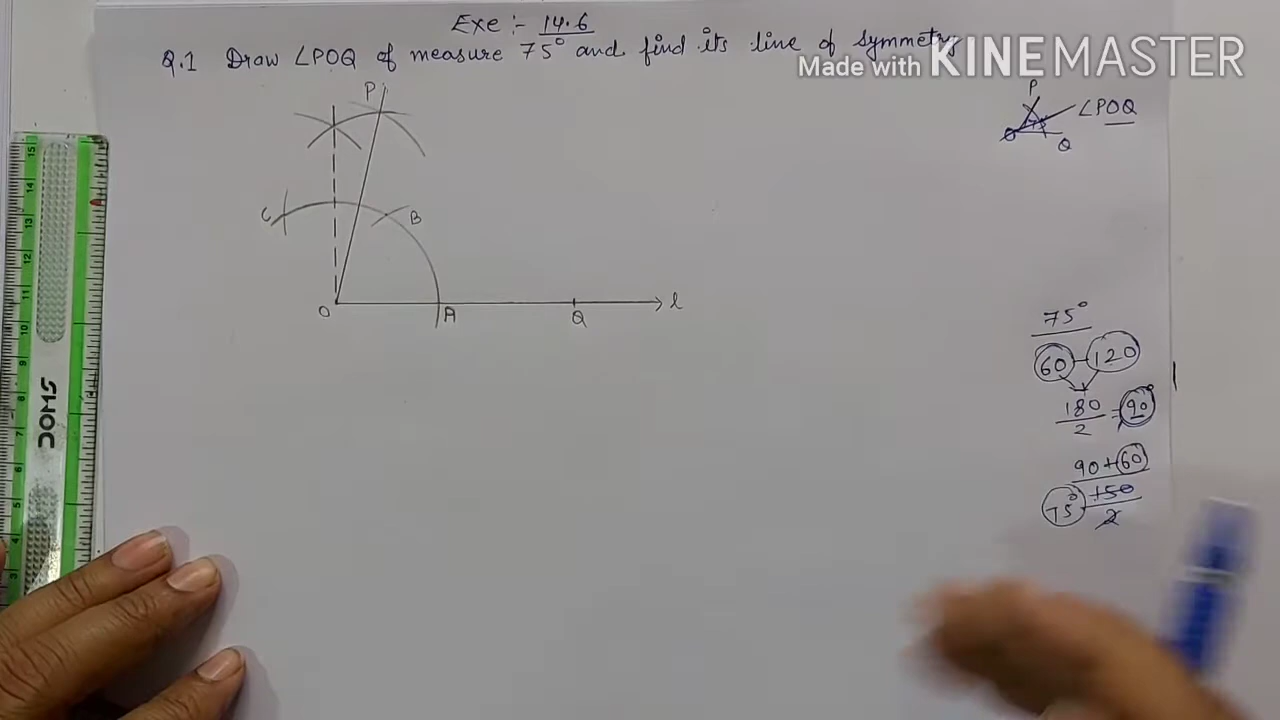 Exe :- 14.6
Q.1 Draw ∠POQ of measure 75° and find its line of symmetry
Made with KINEMASTER
P
∠POQ
O
Q
P
C
B
O
A
Q
l
75°
60 - 120
180
2
=90°
90+60
75°
150
2
DOMS
15
14
13
12
11
10
9
8
7
6
5
4
3